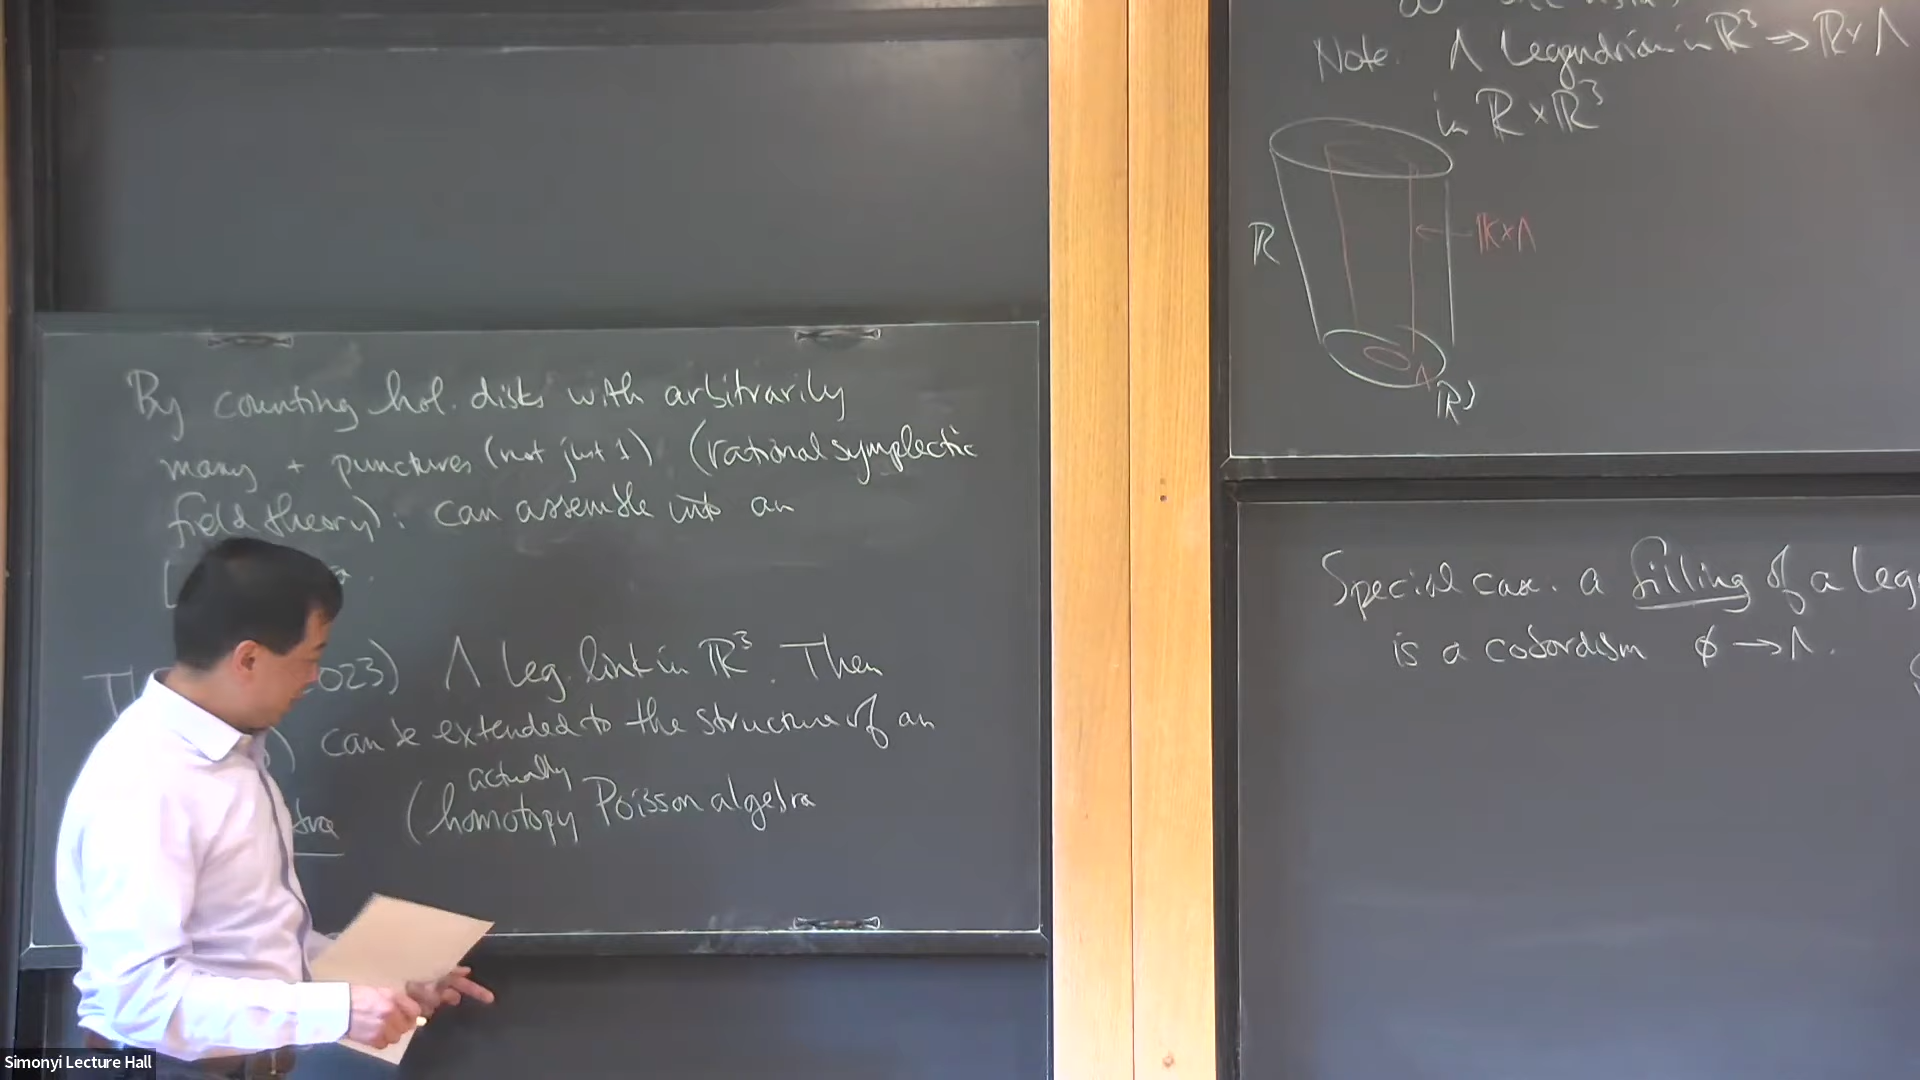 By counting hol. disks with arbitrarily
many + punctures (not just 1) (rational symplectic
field theory): can assemble into an
2023) Λ Leg. link in ℝ³. Then
) can be extended to the structure of an
actually
(homotopy Poisson algebra
Note. Λ Legendrian in ℝ³ → ℝ×Λ
in ℝ×ℝ³
ℝ
ℝ×Λ
Λ
ℝ³
Special case. a filling of a Leg
is a cobordism ∅ → Λ.
Simonyi Lecture Hall